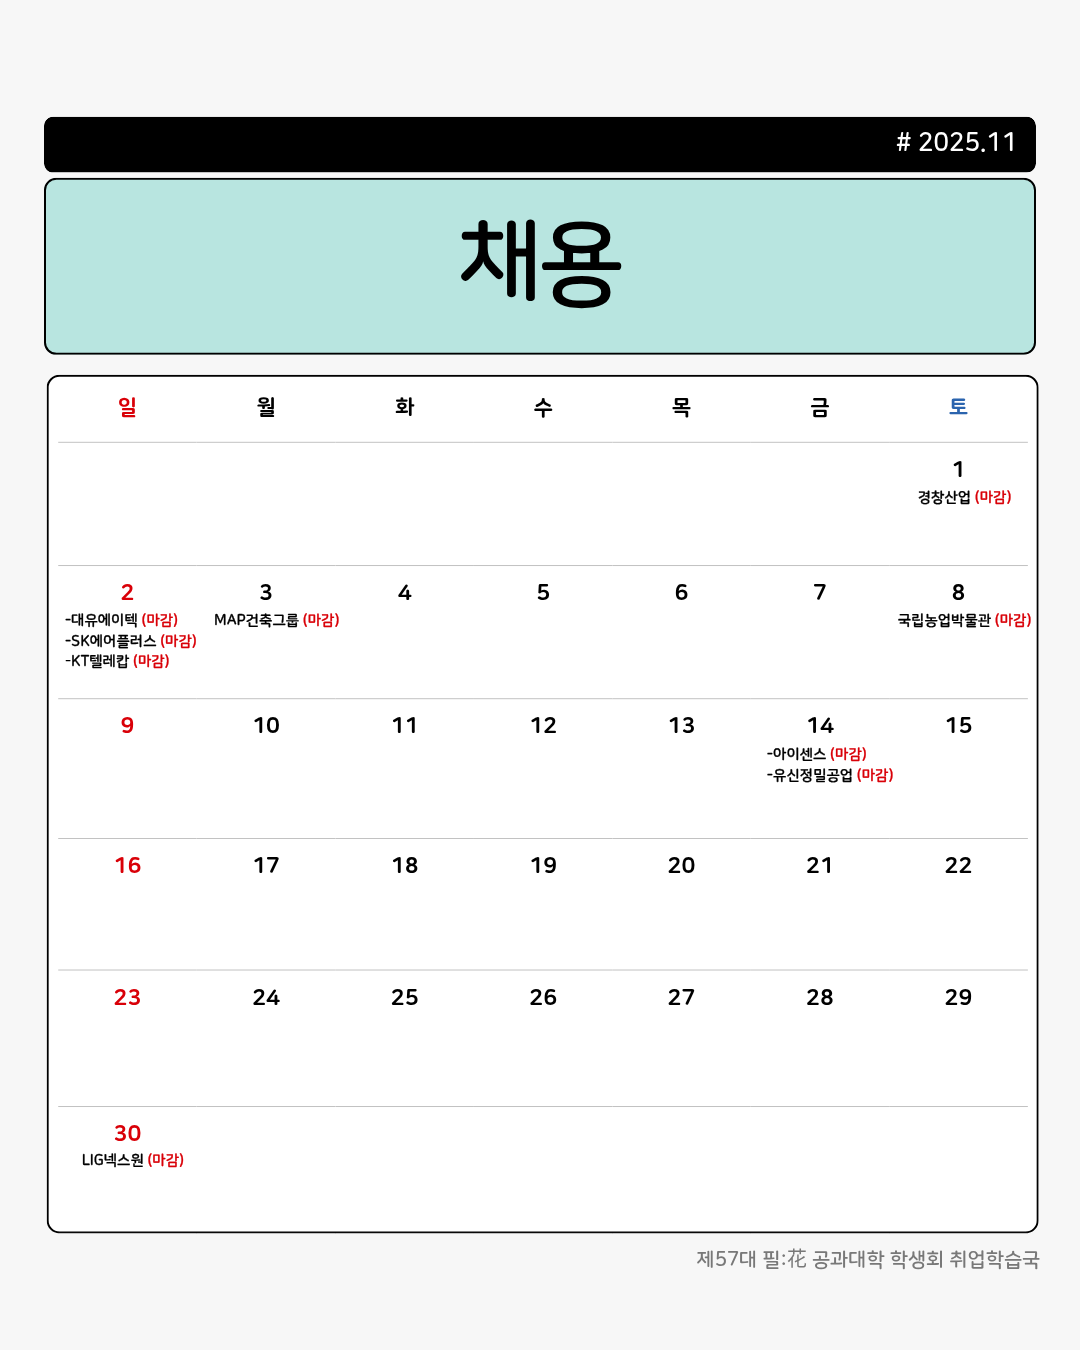 # 2025.11
채용
일 월 화 수 목 금 토
1
경창산업 (마감)
2 3 4 5 6 7 8
-대유에이텍 (마감) MAP건축그룹 (마감) 국립농업박물관 (마감)
-SK에어플러스 (마감)
-KT텔레캅 (마감)
9 10 11 12 13 14 15
-아이센스 (마감)
-유신정밀공업 (마감)
16 17 18 19 20 21 22
23 24 25 26 27 28 29
30
LIG넥스원 (마감)
제57대 필:花 공과대학 학생회 취업학습국